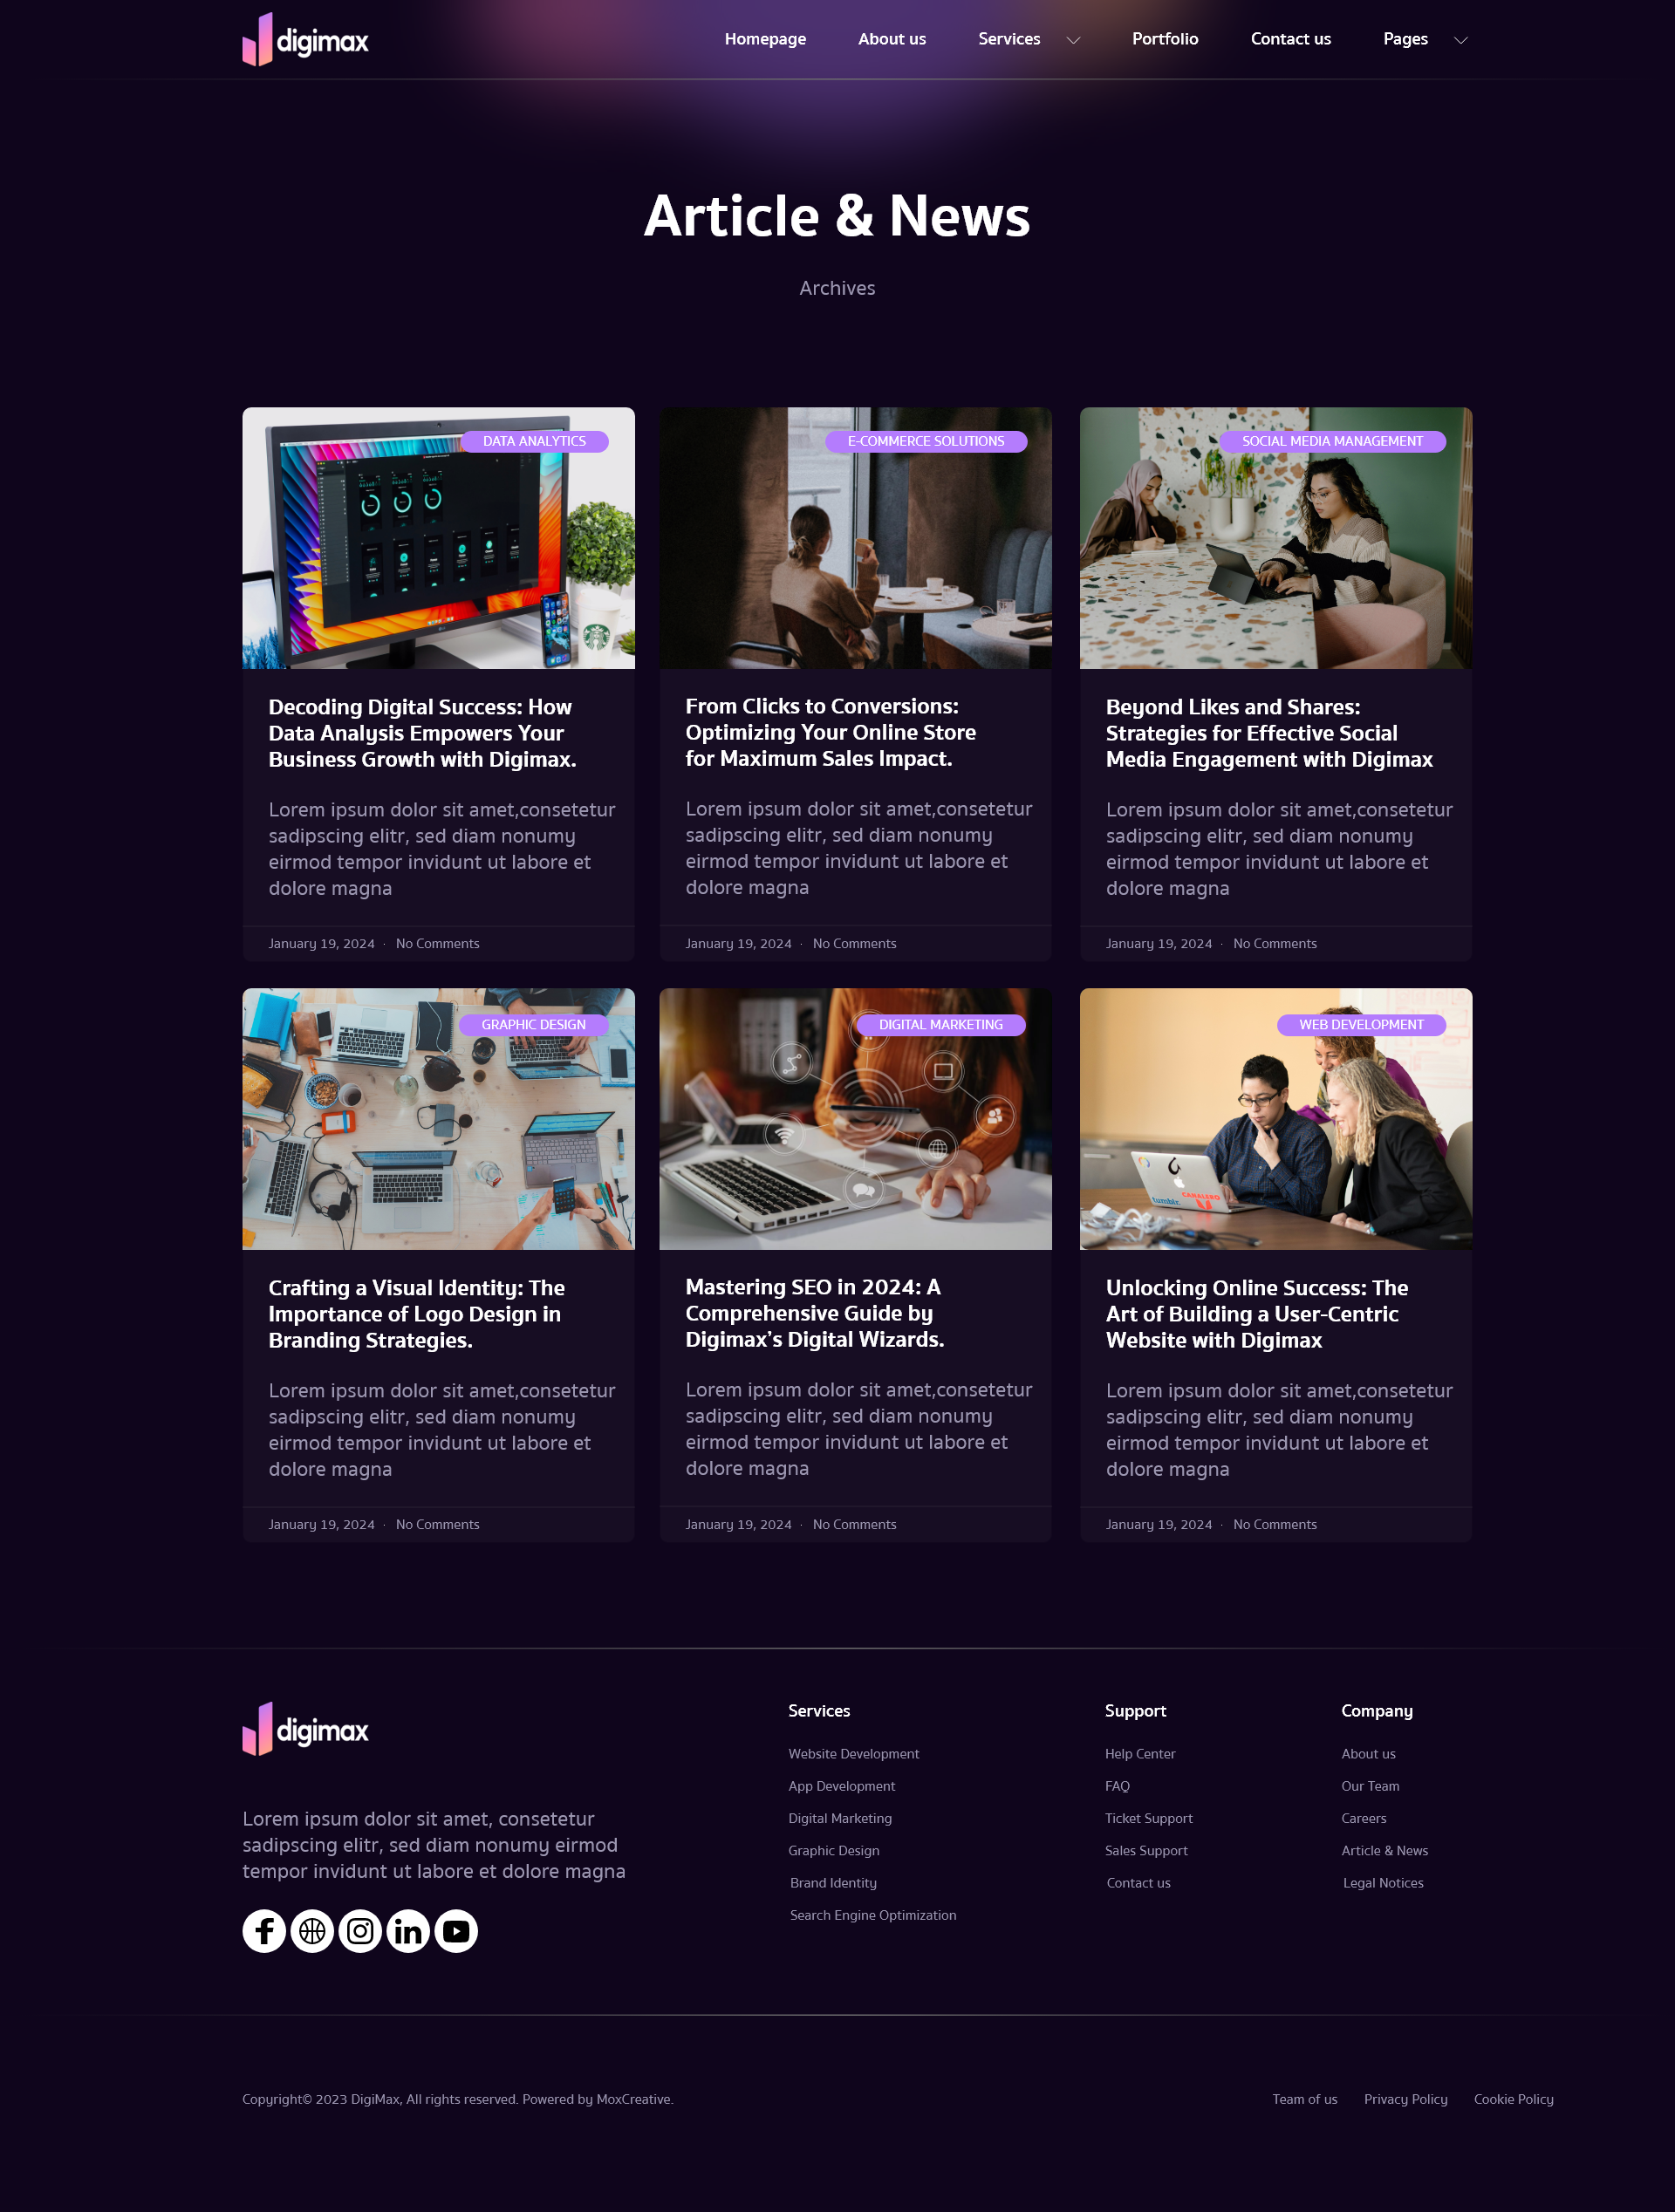 digimax
Homepage
About us
Services
Portfolio
Contact us
Pages
Article & News
Archives
DATA ANALYTICS
Decoding Digital Success: How
Data Analysis Empowers Your
Business Growth with Digimax.
Lorem ipsum dolor sit amet,consetetur
sadipscing elitr, sed diam nonumy
eirmod tempor invidunt ut labore et
dolore magna
January 19, 2024 · No Comments
E-COMMERCE SOLUTIONS
From Clicks to Conversions:
Optimizing Your Online Store
for Maximum Sales Impact.
Lorem ipsum dolor sit amet,consetetur
sadipscing elitr, sed diam nonumy
eirmod tempor invidunt ut labore et
dolore magna
January 19, 2024 · No Comments
SOCIAL MEDIA MANAGEMENT
Beyond Likes and Shares:
Strategies for Effective Social
Media Engagement with Digimax
Lorem ipsum dolor sit amet,consetetur
sadipscing elitr, sed diam nonumy
eirmod tempor invidunt ut labore et
dolore magna
January 19, 2024 · No Comments
GRAPHIC DESIGN
Crafting a Visual Identity: The
Importance of Logo Design in
Branding Strategies.
Lorem ipsum dolor sit amet,consetetur
sadipscing elitr, sed diam nonumy
eirmod tempor invidunt ut labore et
dolore magna
January 19, 2024 · No Comments
DIGITAL MARKETING
Mastering SEO in 2024: A
Comprehensive Guide by
Digimax’s Digital Wizards.
Lorem ipsum dolor sit amet,consetetur
sadipscing elitr, sed diam nonumy
eirmod tempor invidunt ut labore et
dolore magna
January 19, 2024 · No Comments
WEB DEVELOPMENT
tumblr.
CANALERO
Unlocking Online Success: The
Art of Building a User-Centric
Website with Digimax
Lorem ipsum dolor sit amet,consetetur
sadipscing elitr, sed diam nonumy
eirmod tempor invidunt ut labore et
dolore magna
January 19, 2024 · No Comments
digimax
Lorem ipsum dolor sit amet, consetetur
sadipscing elitr, sed diam nonumy eirmod
tempor invidunt ut labore et dolore magna
Services
Website Development
App Development
Digital Marketing
Graphic Design
Brand Identity
Search Engine Optimization
Support
Help Center
FAQ
Ticket Support
Sales Support
Contact us
Company
About us
Our Team
Careers
Article & News
Legal Notices
Copyright© 2023 DigiMax, All rights reserved. Powered by MoxCreative.
Team of us
Privacy Policy
Cookie Policy